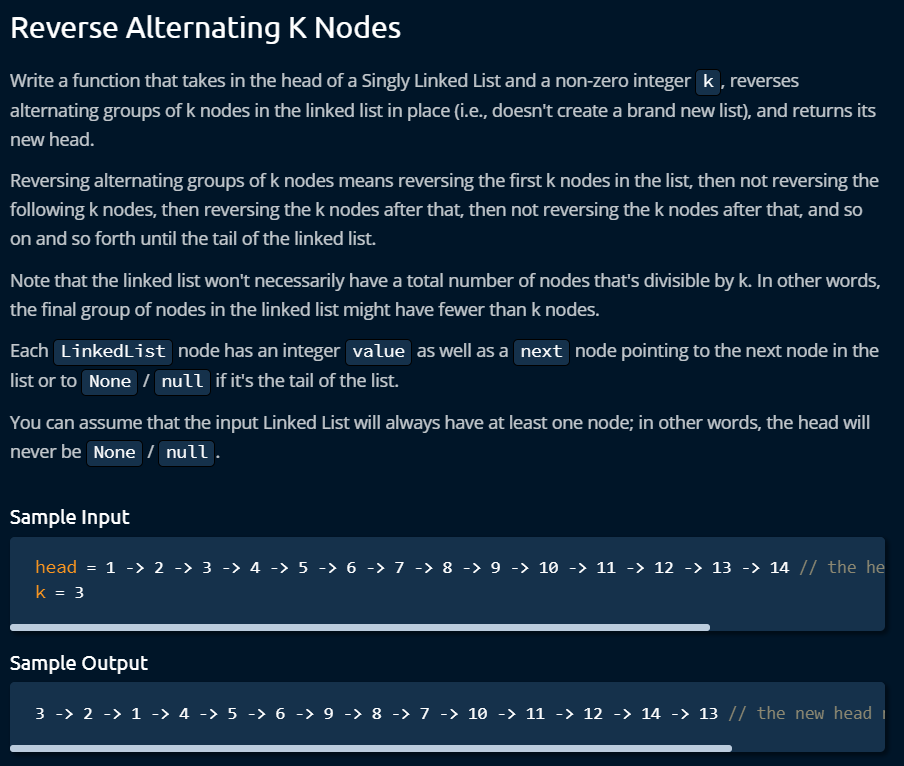 Reverse Alternating K Nodes
Write a function that takes in the head of a Singly Linked List and a non-zero integer k, reverses
alternating groups of k nodes in the linked list in place (i.e., doesn't create a brand new list), and returns its
new head.
Reversing alternating groups of k nodes means reversing the first k nodes in the list, then not reversing the
following k nodes, then reversing the k nodes after that, then not reversing the k nodes after that, and so
on and so forth until the tail of the linked list.
Note that the linked list won't necessarily have a total number of nodes that's divisible by k. In other words,
the final group of nodes in the linked list might have fewer than k nodes.
Each LinkedList node has an integer value as well as a next node pointing to the next node in the
list or to None / null if it's the tail of the list.
You can assume that the input Linked List will always have at least one node; in other words, the head will
never be None / null.
Sample Input
head = 1 -> 2 -> 3 -> 4 -> 5 -> 6 -> 7 -> 8 -> 9 -> 10 -> 11 -> 12 -> 13 -> 14 // the he
k = 3
Sample Output
3 -> 2 -> 1 -> 4 -> 5 -> 6 -> 9 -> 8 -> 7 -> 10 -> 11 -> 12 -> 14 -> 13 // the new head